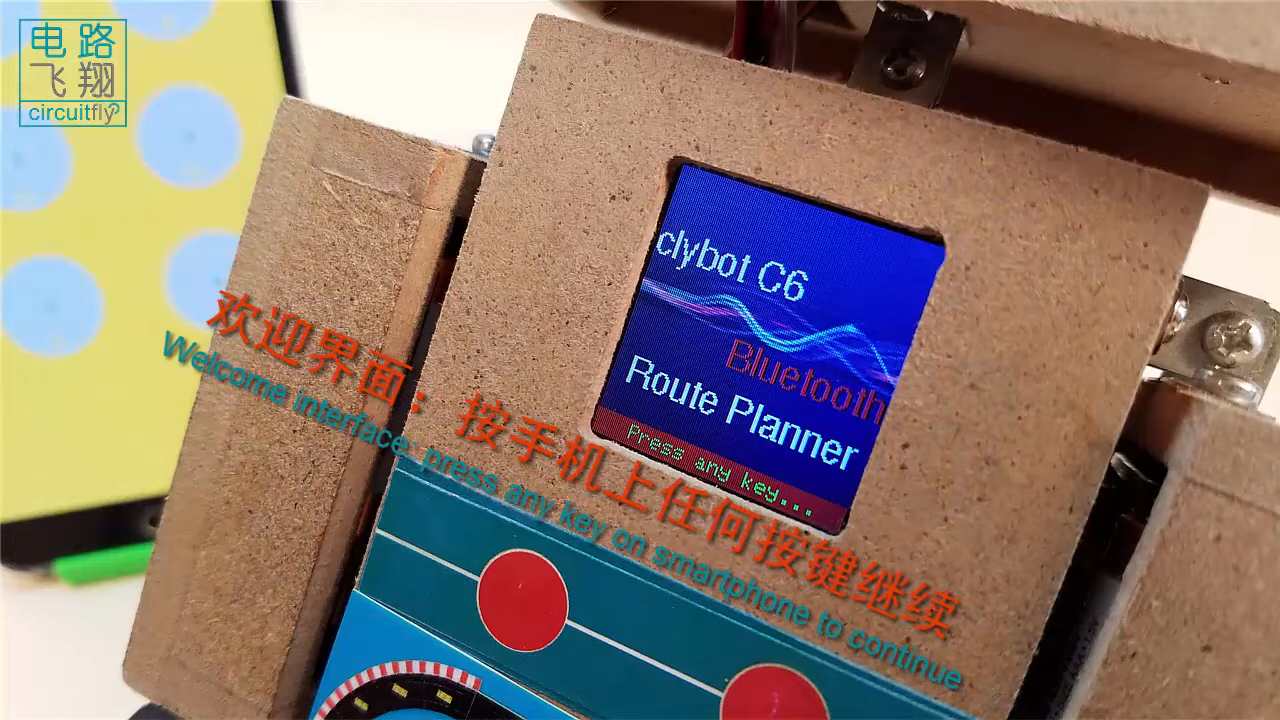 电路
飞翔
circuitfly
clybot C6
Bluetooth
Route Planner
Press any key...
欢迎界面：按手机上任何按键继续
Welcome interface: press any key on smartphone to continue